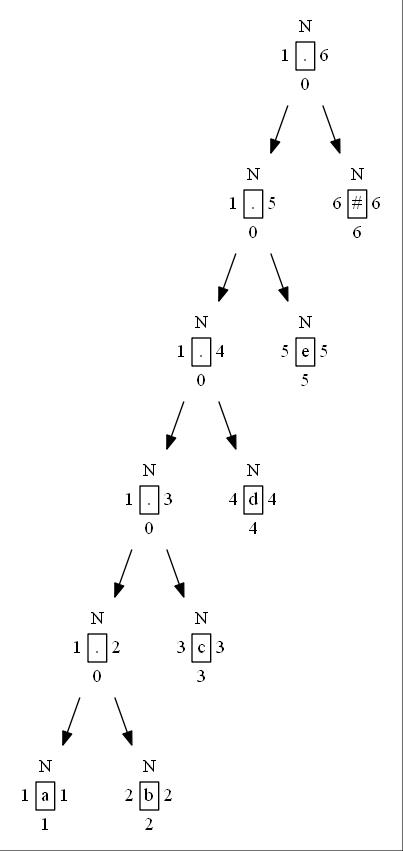 N
1 . 6
0
N N
1 . 5 6 # 6
0 6
N N
1 . 4 5 e 5
0 5
N N
1 . 3 4 d 4
0 4
N N
1 . 2 3 c 3
0 3
N N
1 a 1 2 b 2
1 2